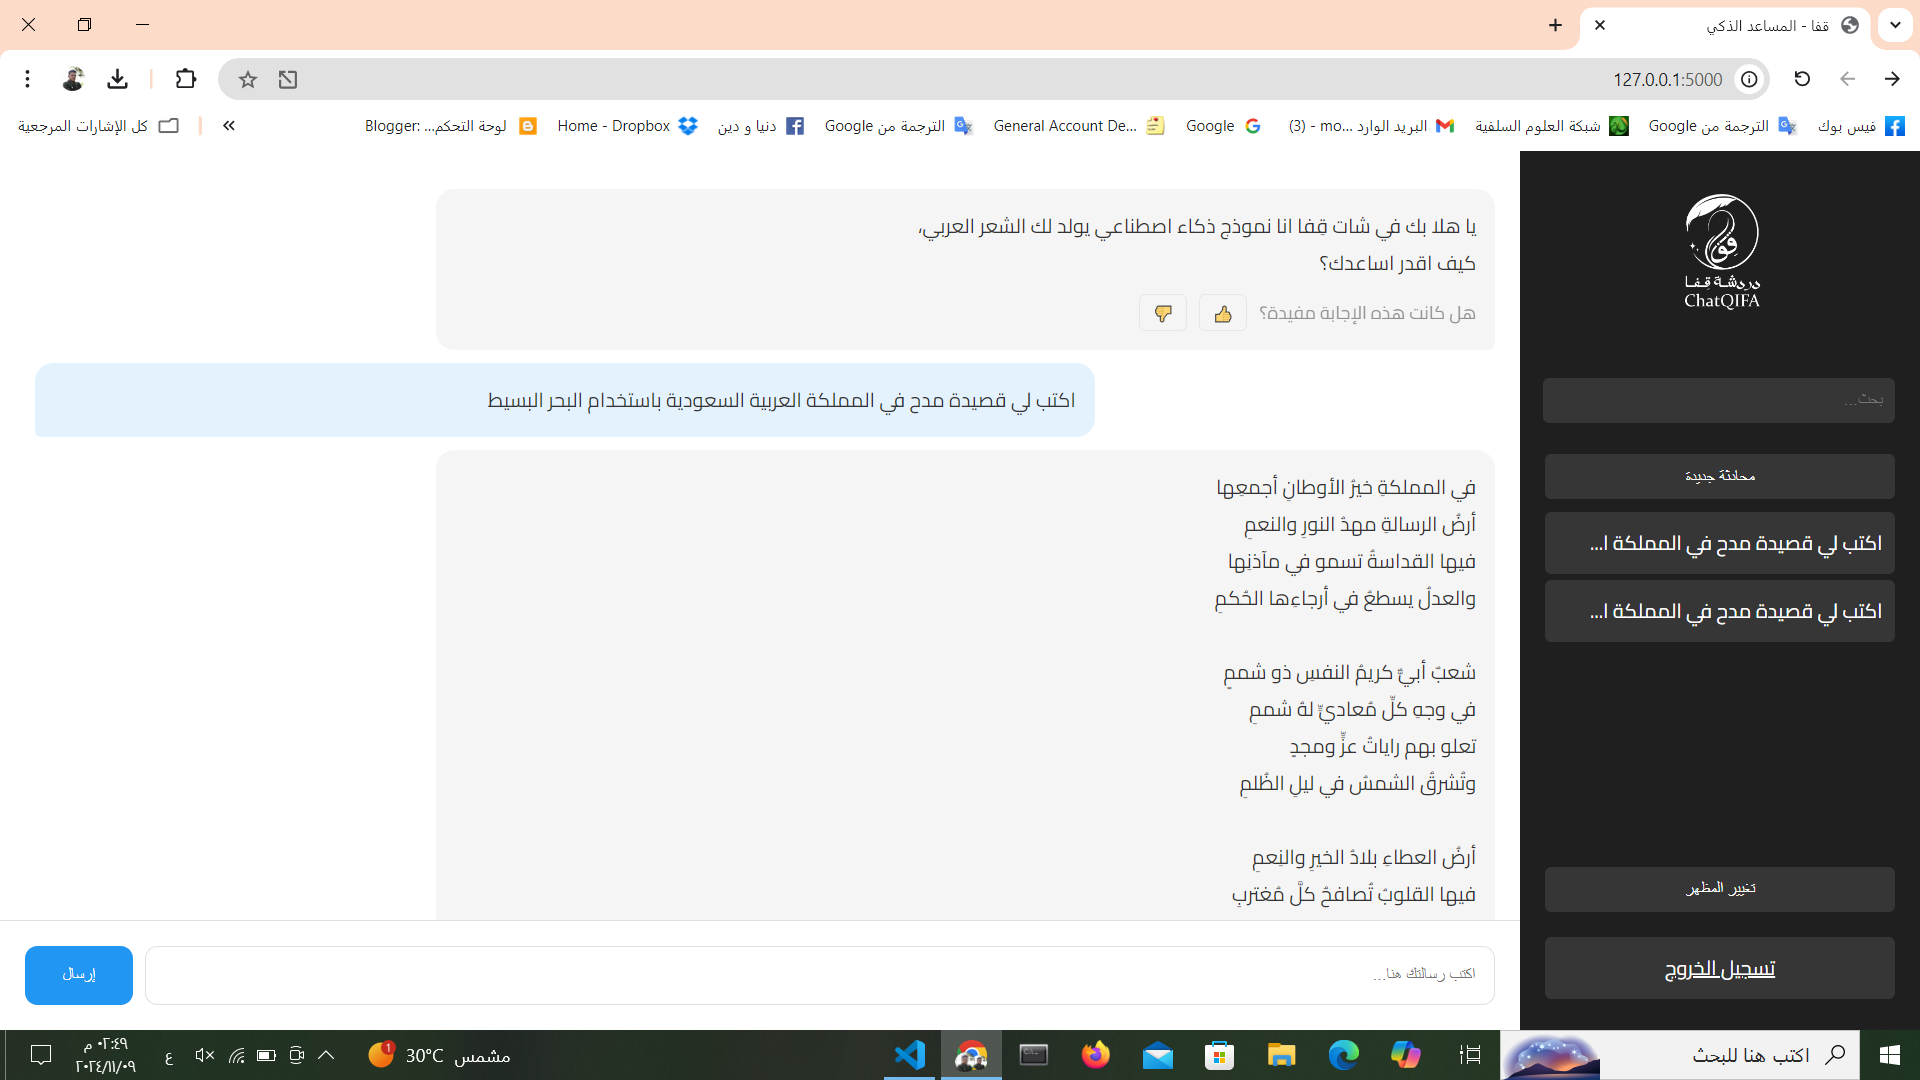 قفا - المساعد الذكي
127.0.0.1:5000
فيس بوك
الترجمة من Google
شبكة العلوم السلفية
البريد الوارد (3) - mo...
Google
General Account De...
الترجمة من Google
دنيا و دين
Home - Dropbox
Blogger: لوحة التحكم...
»
كل الإشارات المرجعية
قفا
دردشة قفا
ChatQIFA
بحث...
محادثة جديدة
اكتب لي قصيدة مدح في المملكة ا...
اكتب لي قصيدة مدح في المملكة ا...
تغيير المظهر
تسجيل الخروج
يا هلا بك في شات قِفا انا نموذج ذكاء اصطناعي يولد لك الشعر العربي،
كيف اقدر اساعدك؟
هل كانت هذه الإجابة مفيدة؟
اكتب لي قصيدة مدح في المملكة العربية السعودية باستخدام البحر البسيط
في المملكةِ خيرُ الأوطانِ أجمعِها
أرضُ الرسالةِ مهدُ النورِ والنعمِ
فيها القداسةُ تسمو في مآذنِها
والعدلُ يسطعُ في أرجاءِها الحُكمِ
شعبٌ أبيٌّ كريمُ النفسِ ذو شممٍ
في وجهِ كلِّ مُعاديٍّ لهُ شممِ
تعلو بهم راياتُ عزٍّ ومجدٍ
وتُشرقُ الشمسُ في ليلِ الظُلمِ
أرضُ العطاءِ بلادُ الخيرِ والنِعمِ
فيها القلوبُ تُصافحُ كلَّ مُغتربِ
اكتب رسالتك هنا...
إرسال
اكتب هنا للبحث
30°C مشمس
1
ع
٠٢:٤٩ م
٢٠٢٤/١١/٠٩